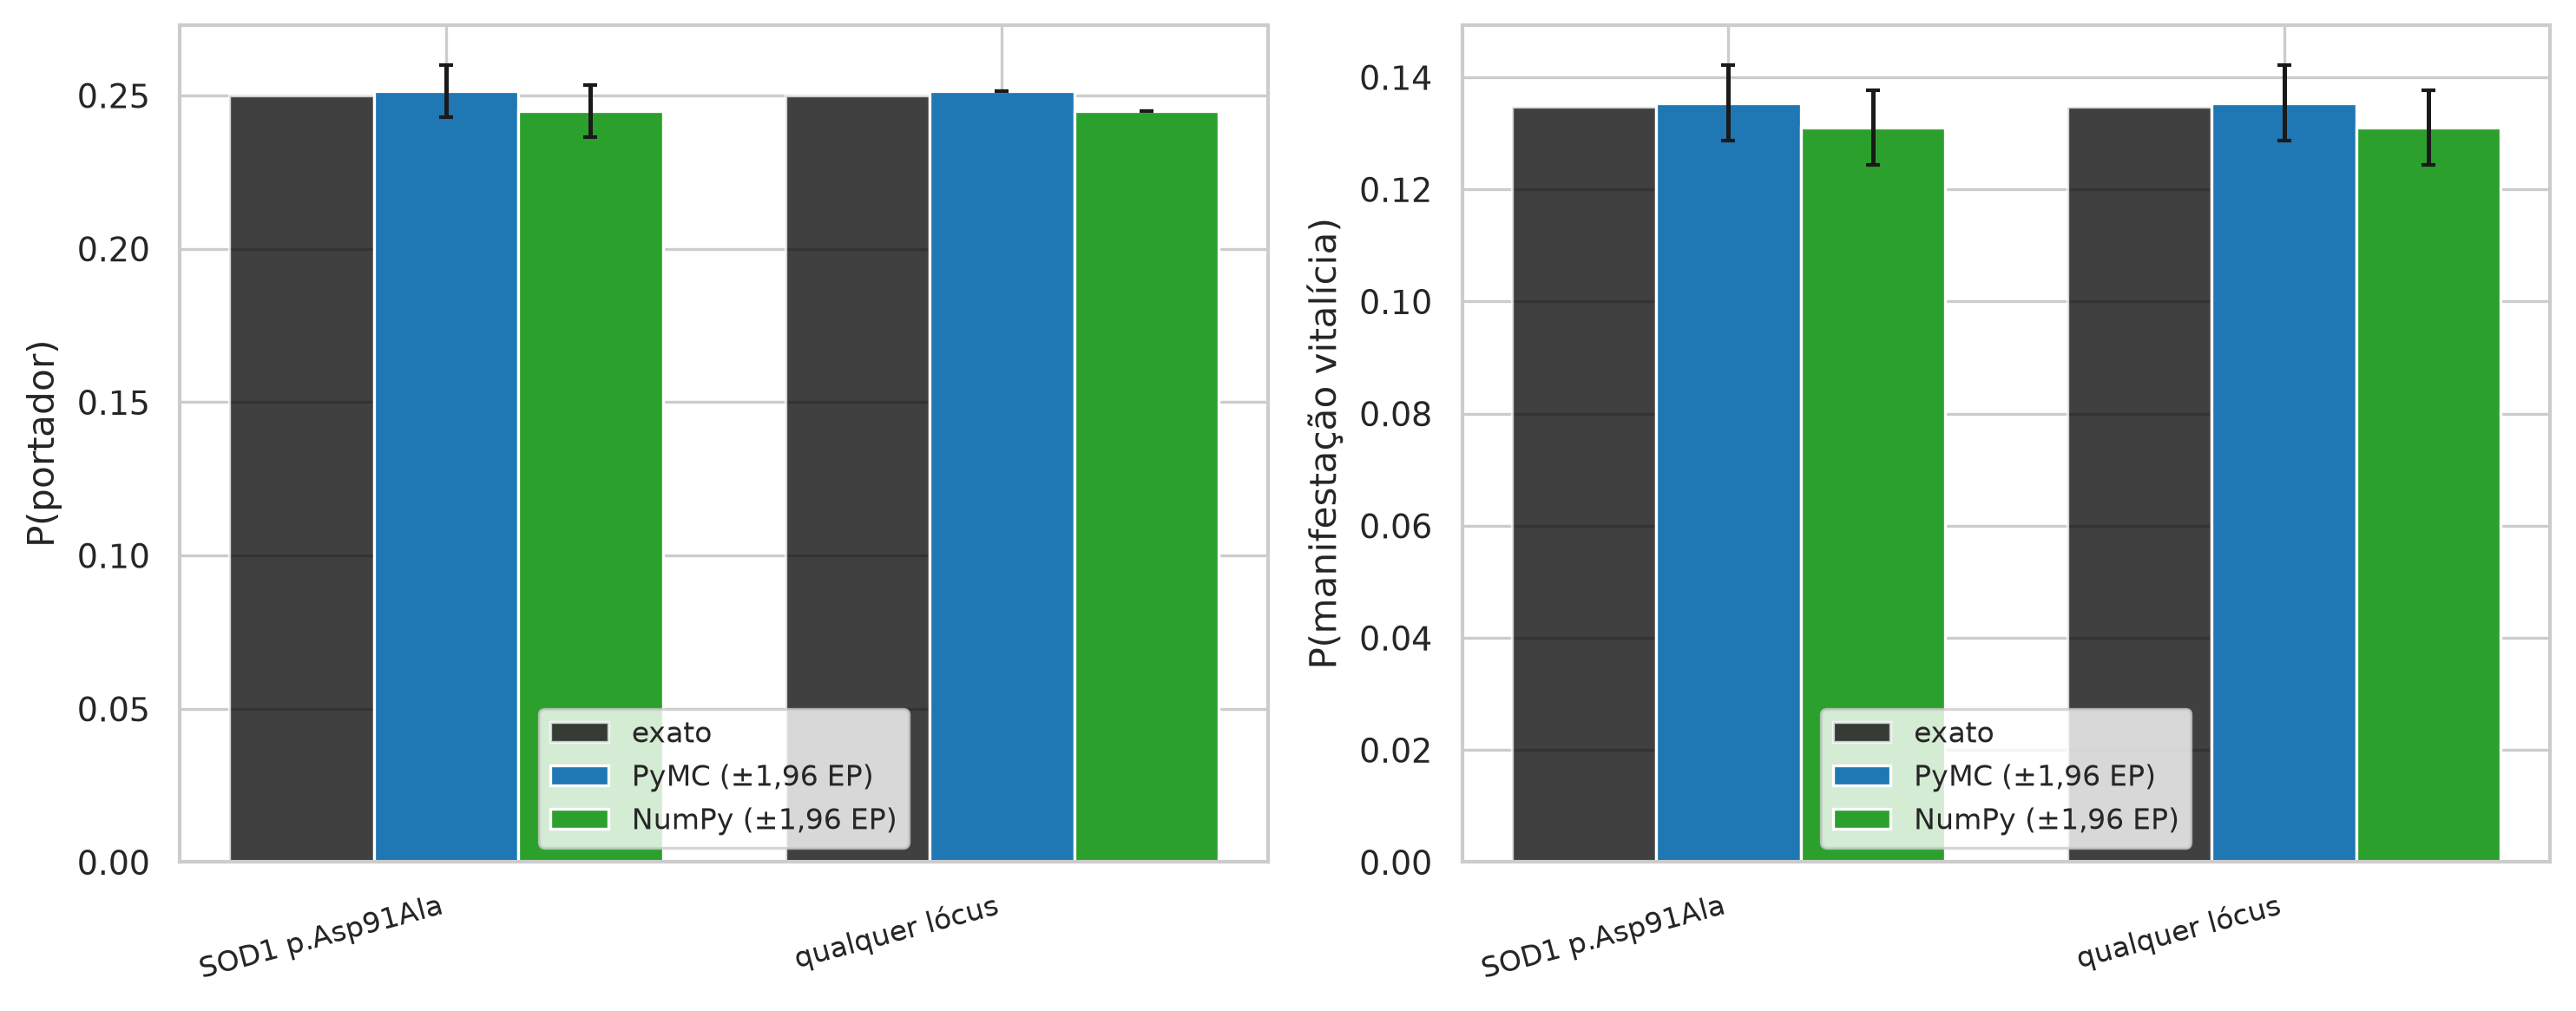 P(portador)
0.25
0.20
0.15
0.10
0.05
0.00
exato
PyMC (±1,96 EP)
NumPy (±1,96 EP)
SOD1 p.Asp91Ala
qualquer lócus
P(manifestação vitalícia)
0.14
0.12
0.10
0.08
0.06
0.04
0.02
0.00
exato
PyMC (±1,96 EP)
NumPy (±1,96 EP)
SOD1 p.Asp91Ala
qualquer lócus